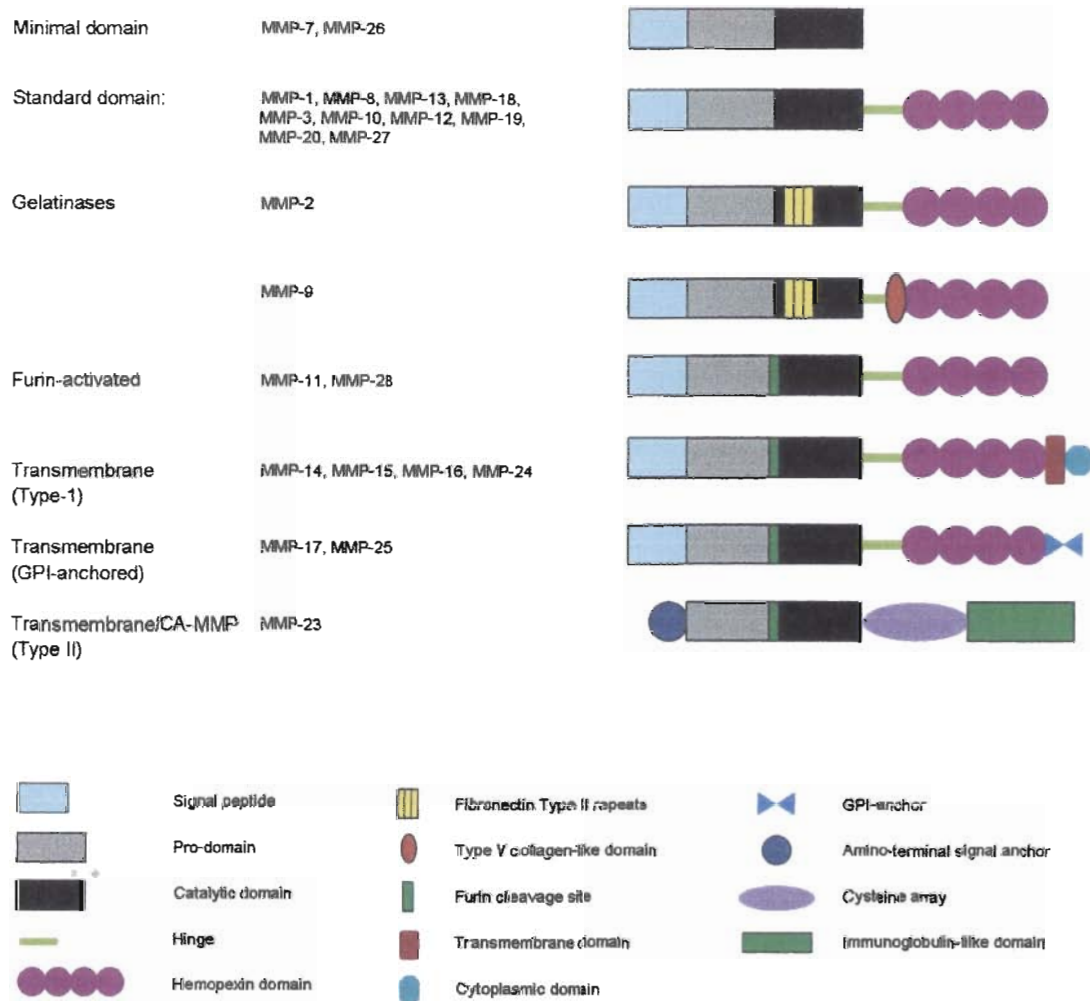 Minimal domain MMP-7, MMP-26
Standard domain: MMP-1, MMP-8, MMP-13, MMP-18,
MMP-3, MMP-10, MMP-12, MMP-19,
MMP-20, MMP-27
Gelatinases MMP-2
MMP-9
Furin-activated MMP-11, MMP-28
Transmembrane MMP-14, MMP-15, MMP-16, MMP-24
(Type-1)
Transmembrane MMP-17, MMP-25
(GPI-anchored)
Transmembrane/CA-MMP MMP-23
(Type II)
Signal peptide Fibronectin Type II repeats GPI-anchor
Pro-domain Type V collagen-like domain Amino-terminal signal anchor
Catalytic domain Furin cleavage site Cysteine array
Hinge Transmembrane domain Immunoglobulin-like domain
Hemopexin domain Cytoplasmic domain